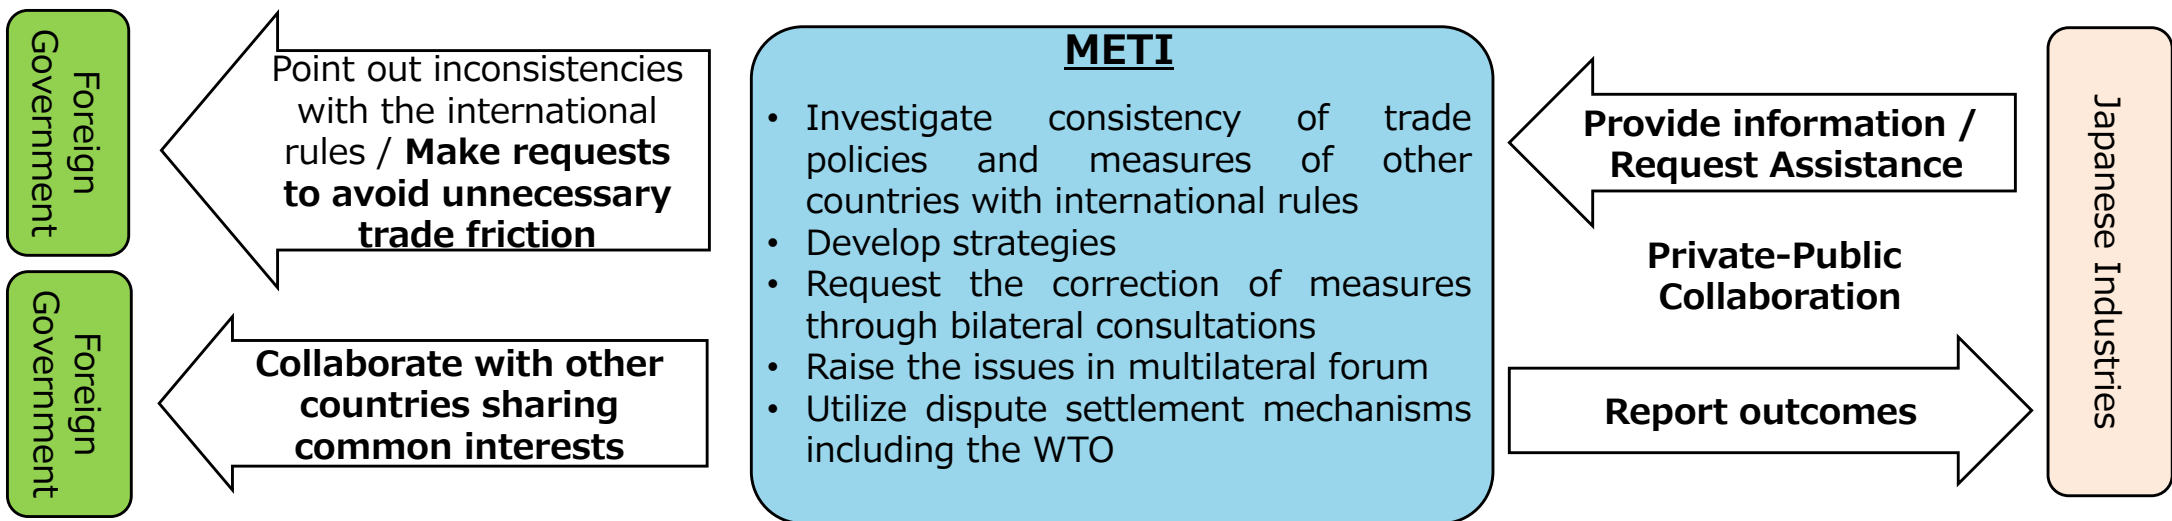 Foreign
Government
Point out inconsistencies
with the international
rules / Make requests
to avoid unnecessary
trade friction
Foreign
Government
Collaborate with other
countries sharing
common interests
METI
• Investigate consistency of trade
policies and measures of other
countries with international rules
• Develop strategies
• Request the correction of measures
through bilateral consultations
• Raise the issues in multilateral forum
• Utilize dispute settlement mechanisms
including the WTO
Provide information /
Request Assistance
Private-Public
Collaboration
Report outcomes
Japanese Industries